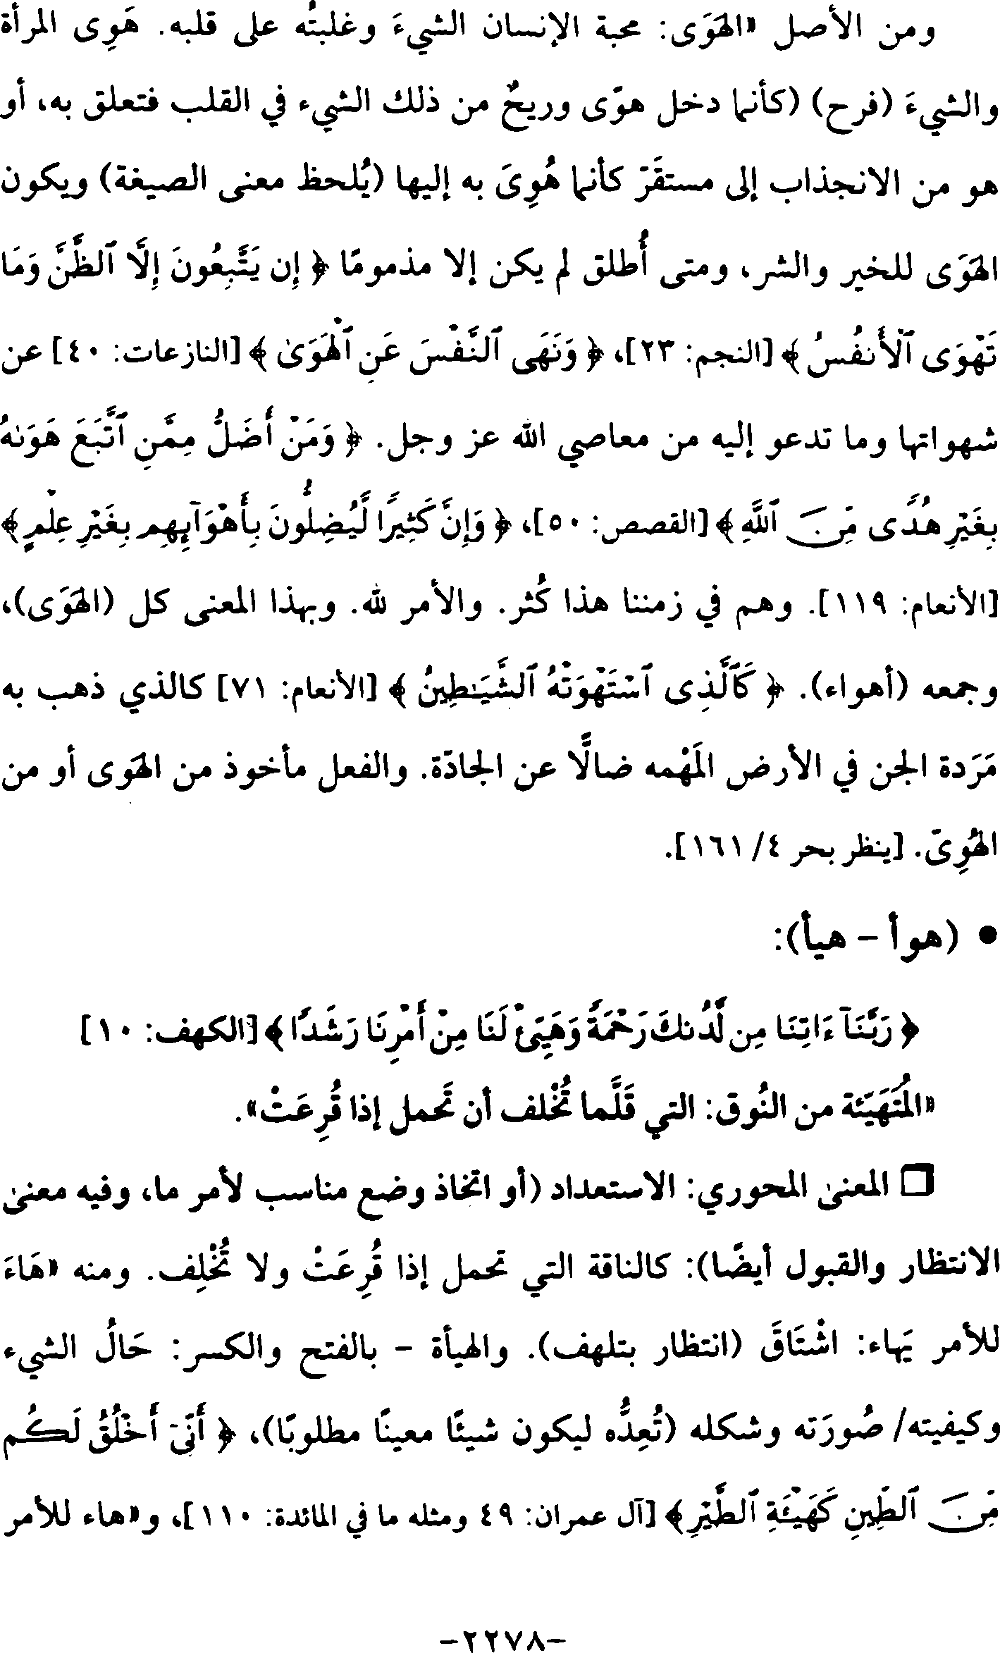 ومن الأصل «الهَوَى: محبة الإنسان الشيءَ وغلبتُه على قلبه. هَوِى المرأة
والشيءَ (فرح) (كأنما دخل هوًى وريحٌ من ذلك الشيء في القلب فتعلق به، أو
هو من الانجذاب إلى مستقَرّ كأنما هُوِىَ به إليها (يُلحظ معنى الصيغة) ويكون
الهَوَى للخير والشر، ومتى أُطلق لم يكن إلا مذمومًا ﴿ إِن يَتَّبِعُونَ إِلَّا ٱلظَّنَّ وَمَا
تَهْوَى ٱلْأَنفُسُ ﴾ [النجم: ٢٣]، ﴿ وَنَهَى ٱلنَّفْسَ عَنِ ٱلْهَوَىٰ ﴾ [النازعات: ٤٠] عن
شهواتها وما تدعو إليه من معاصي الله عز وجل. ﴿ وَمَنْ أَضَلُّ مِمَّنِ ٱتَّبَعَ هَوَىٰهُ
بِغَيْرِ هُدًى مِّنَ ٱللَّهِ ﴾ [القصص: ٥٠]، ﴿ وَإِنَّ كَثِيرًا لَّيُضِلُّونَ بِأَهْوَآئِهِم بِغَيْرِ عِلْمٍ ﴾
[الأنعام: ١١٩]. وهم في زمننا هذا كُثر. والأمر لله. وبهذا المعنى كل (الهَوَى)،
وجمعه (أهواء). ﴿ كَٱلَّذِى ٱسْتَهْوَتْهُ ٱلشَّيَٰطِينُ ﴾ [الأنعام: ٧١] كالذي ذهب به
مَرَدة الجن في الأرض المَهْمه ضالًّا عن الجادّة. والفعل مأخوذ من الهَوى أو من
الهُوِىّ. [ينظر بحر ٤/ ١٦١].
• (هوأ - هيأ):
﴿ رَبَّنَآ ءَاتِنَا مِن لَّدُنكَ رَحْمَةً وَهَيِّئْ لَنَا مِنْ أَمْرِنَا رَشَدًا ﴾ [الكهف: ١٠]
«المُتَهَيّئة من النُوق: التي قَلَّما تُخْلف أن تَحمل إذا قُرِعَتْ».
❒ المعنىٰ المحوري: الاستعداد (أو اتخاذ وضع مناسب لأمر ما، وفيه معنىٰ
الانتظار والقبول أيضًا): كالناقة التي تحمل إذا قُرِعَتْ ولا تُخْلِف. ومنه «هَاءَ
للأمر يَهاء: اشْتَاقَ (انتظار بتلهف). والهيأة - بالفتح والكسر: حَالُ الشيء
وكيفيته/ صُورَته وشكله (تُعِدُّه ليكون شيئًا معينًا مطلوبًا)، ﴿ أَنِّىٓ أَخْلُقُ لَكُم
مِّنَ ٱلطِّينِ كَهَيْـَٔةِ ٱلطَّيْرِ ﴾ [آل عمران: ٤٩ ومثله ما في المائدة: ١١٠]، و«هاء للأمر
-٢٢٧٨-